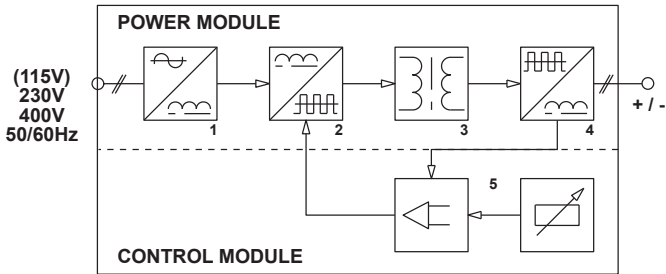 POWER MODULE
(115V)
230V
400V
50/60Hz
1
2
3
4
+ / -
5
CONTROL MODULE